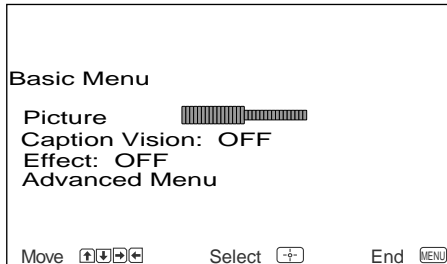 Basic Menu
Picture
Caption Vision: OFF
Effect: OFF
Advanced Menu
Move Select End MENU